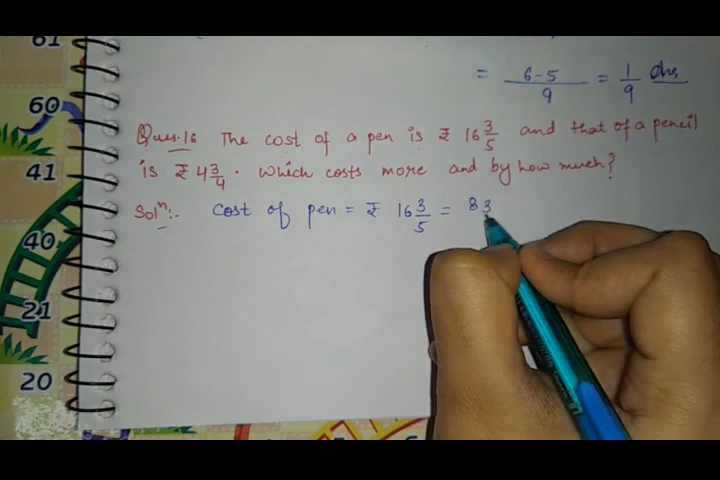 61
= 6-5/9 = 1/9 Ans
60
Ques.16 The cost of a pen is ₹ 16 3/5 and that of a pencil
41
is ₹ 4 3/4. Which costs more and by how much?
Solⁿ:- Cost of pen = ₹ 16 3/5 = 83
40
21
20